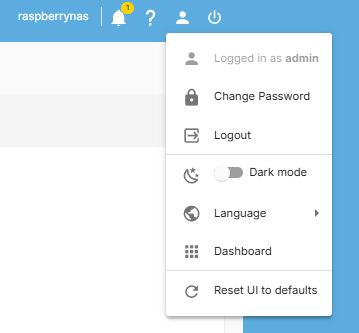 raspberrynas
1
Logged in as admin
Change Password
Logout
Dark mode
Language
Dashboard
Reset UI to defaults